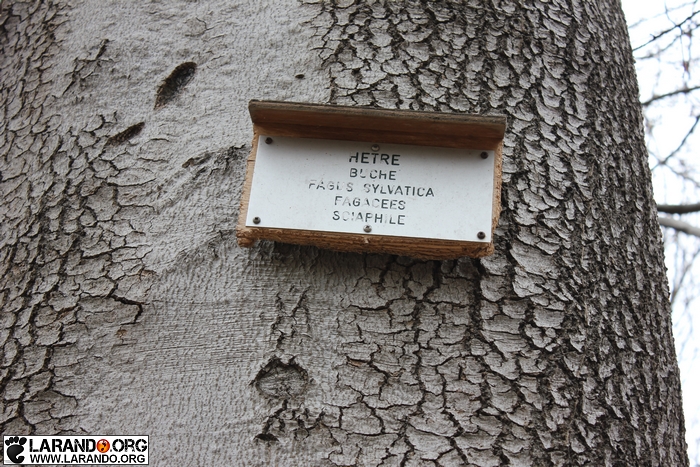 HETRE
BUCHE
FAGUS SYLVATICA
FAGACEES
SCIAPHILE
LARANDO.ORG
WWW.LARANDO.ORG